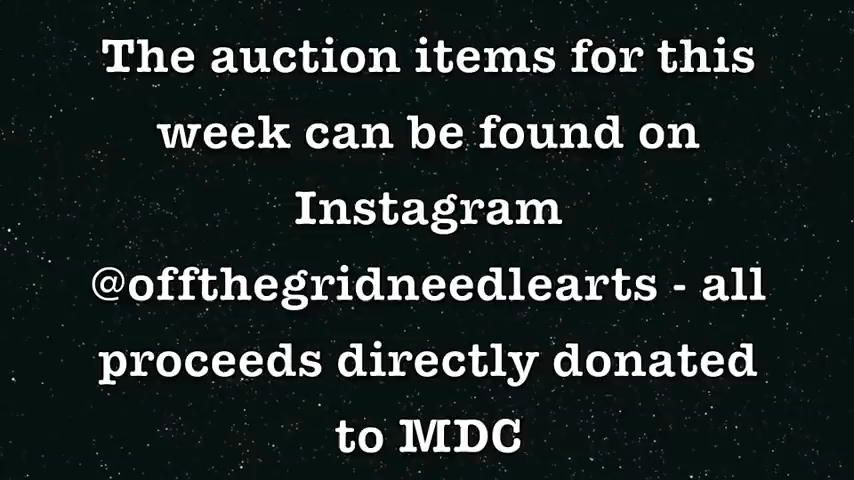 The auction items for this
week can be found on
Instagram
@offthegridneedlearts - all
proceeds directly donated
to MDC